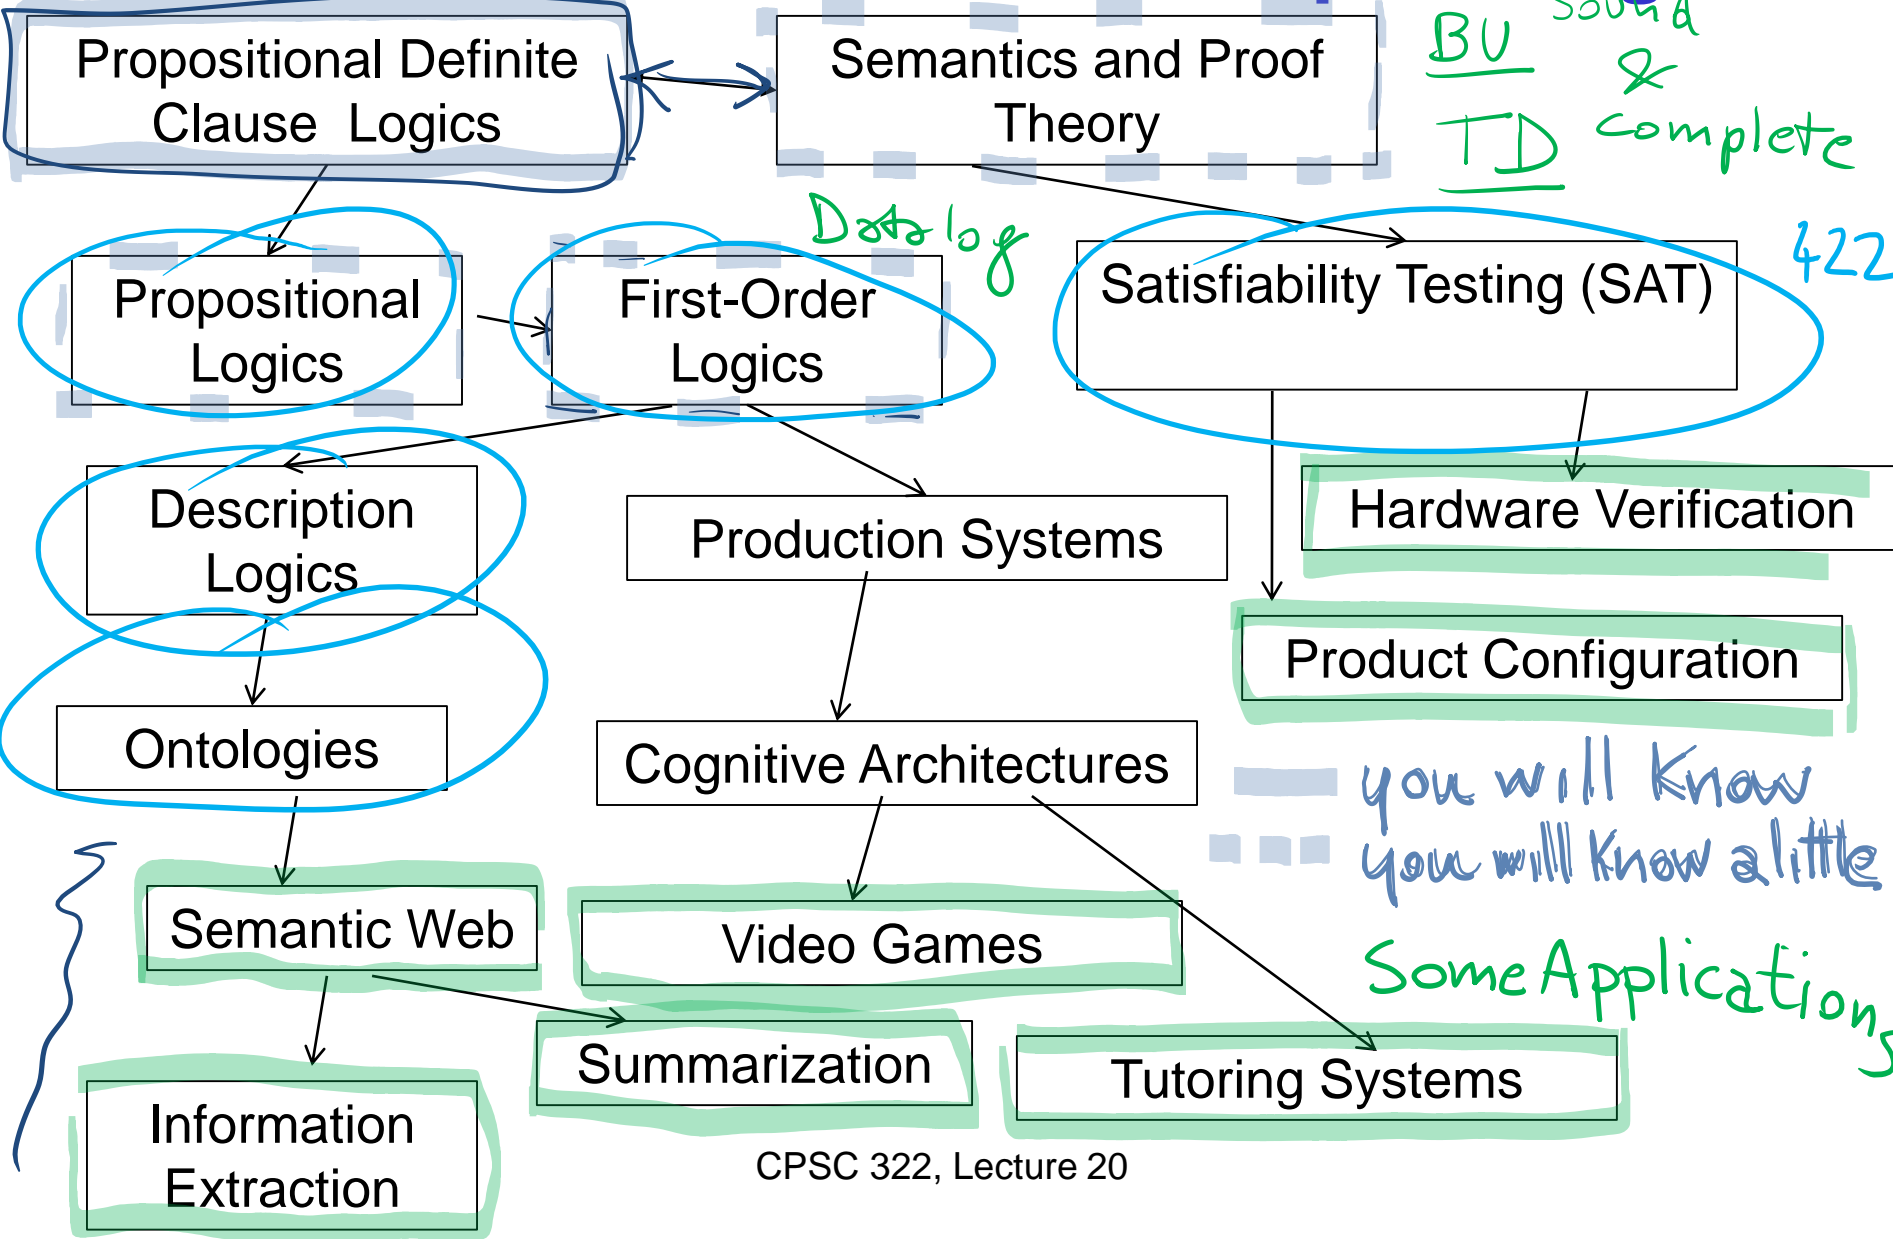 Propositional Definite
Clause Logics
Semantics and Proof
Theory
BU
TD
sound
&
complete
Datalog
422
Propositional
Logics
First-Order
Logics
Satisfiability Testing (SAT)
Description
Logics
Production Systems
Hardware Verification
Product Configuration
Ontologies
Cognitive Architectures
you will know
you will know a little
Semantic Web
Video Games
Some Applications
Summarization
Tutoring Systems
Information
Extraction
CPSC 322, Lecture 20